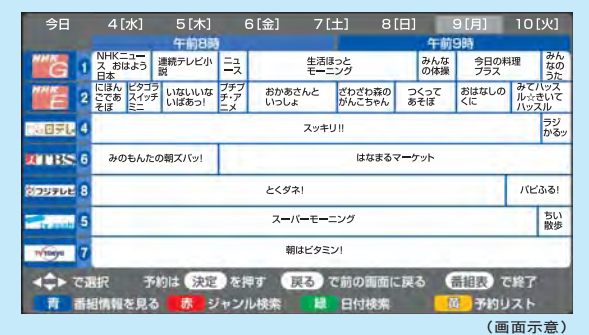 今日 4[水] 5[木] 6[金] 7[土] 8[日] 9[月] 10[火]
午前8時 午前9時
NHK G 1 NHKニュース おはよう日本 連続テレビ小説 ニュース 生活ほっとモーニング みんなの体操 今日の料理プラス みんなのうた
NHK E 2 にほんごであそぼ ピタゴラスイッチミニ いないいないばあっ! プチプチ・アニメ おかあさんといっしょ ざわざわ森のがんこちゃん つくってあそぼ おはなしのくに みてハッスル☆きいてハッスル
日テレ 4 スッキリ!! ラジかるッ
TBS 6 みのもんたの朝ズバッ! はなまるマーケット
フジテレビ 8 とくダネ! バビふる!
tv asahi 5 スーパーモーニング ちい散歩
TV TOKYO 7 朝はビタミン!
で選択 予約は 決定 を押す 戻る で前の画面に戻る 番組表 で終了
青 番組情報を見る 赤 ジャンル検索 緑 日付検索 黄 予約リスト
(画面示意)